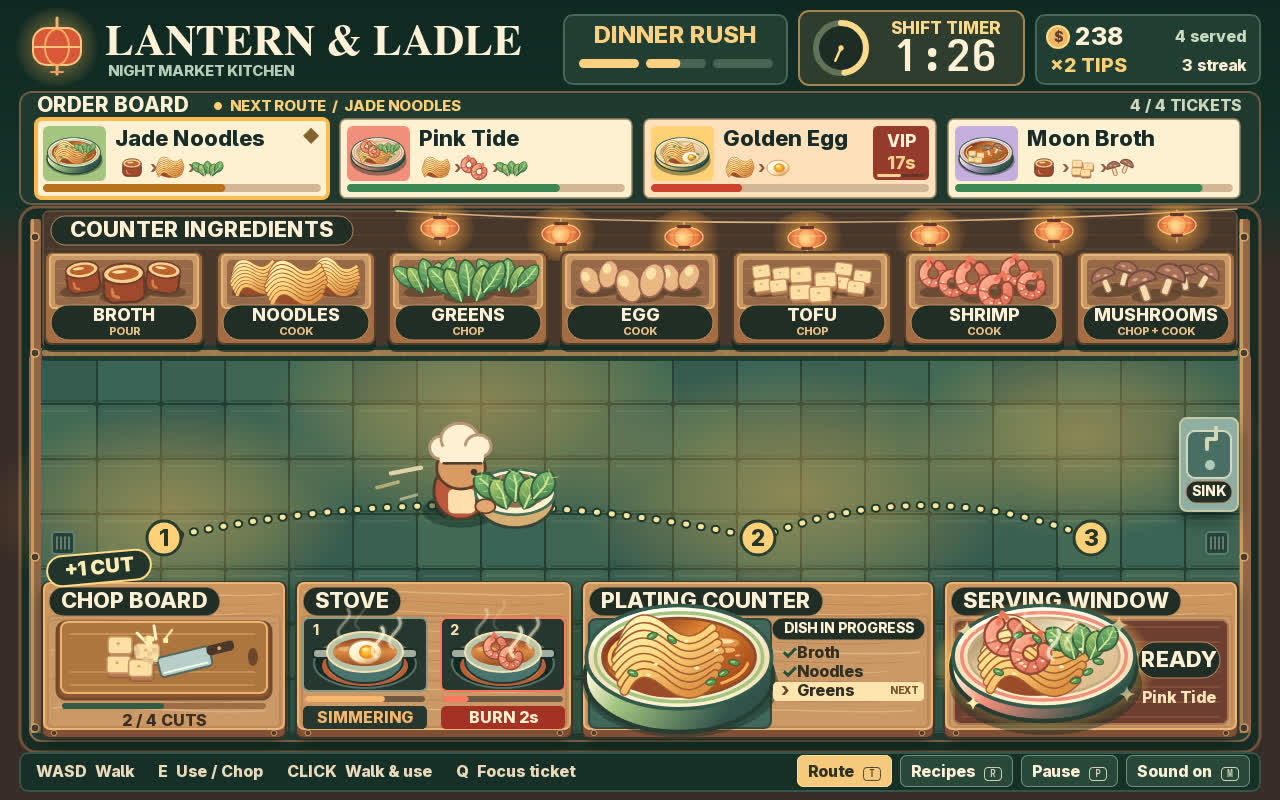 LANTERN & LADLE
NIGHT MARKET KITCHEN
DINNER RUSH
SHIFT TIMER
1:26
$ 238
4 served
×2 TIPS
3 streak
ORDER BOARD
NEXT ROUTE / JADE NOODLES
4 / 4 TICKETS
Jade Noodles
Pink Tide
Golden Egg
VIP
17s
Moon Broth
COUNTER INGREDIENTS
BROTH
POUR
NOODLES
COOK
GREENS
CHOP
EGG
COOK
TOFU
CHOP
SHRIMP
COOK
MUSHROOMS
CHOP + COOK
SINK
1
2
3
+1 CUT
CHOP BOARD
2 / 4 CUTS
STOVE
1
SIMMERING
2
BURN 2s
PLATING COUNTER
DISH IN PROGRESS
Broth
Noodles
Greens NEXT
SERVING WINDOW
READY
Pink Tide
WASD Walk E Use / Chop CLICK Walk & use Q Focus ticket
Route T
Recipes R
Pause P
Sound on M